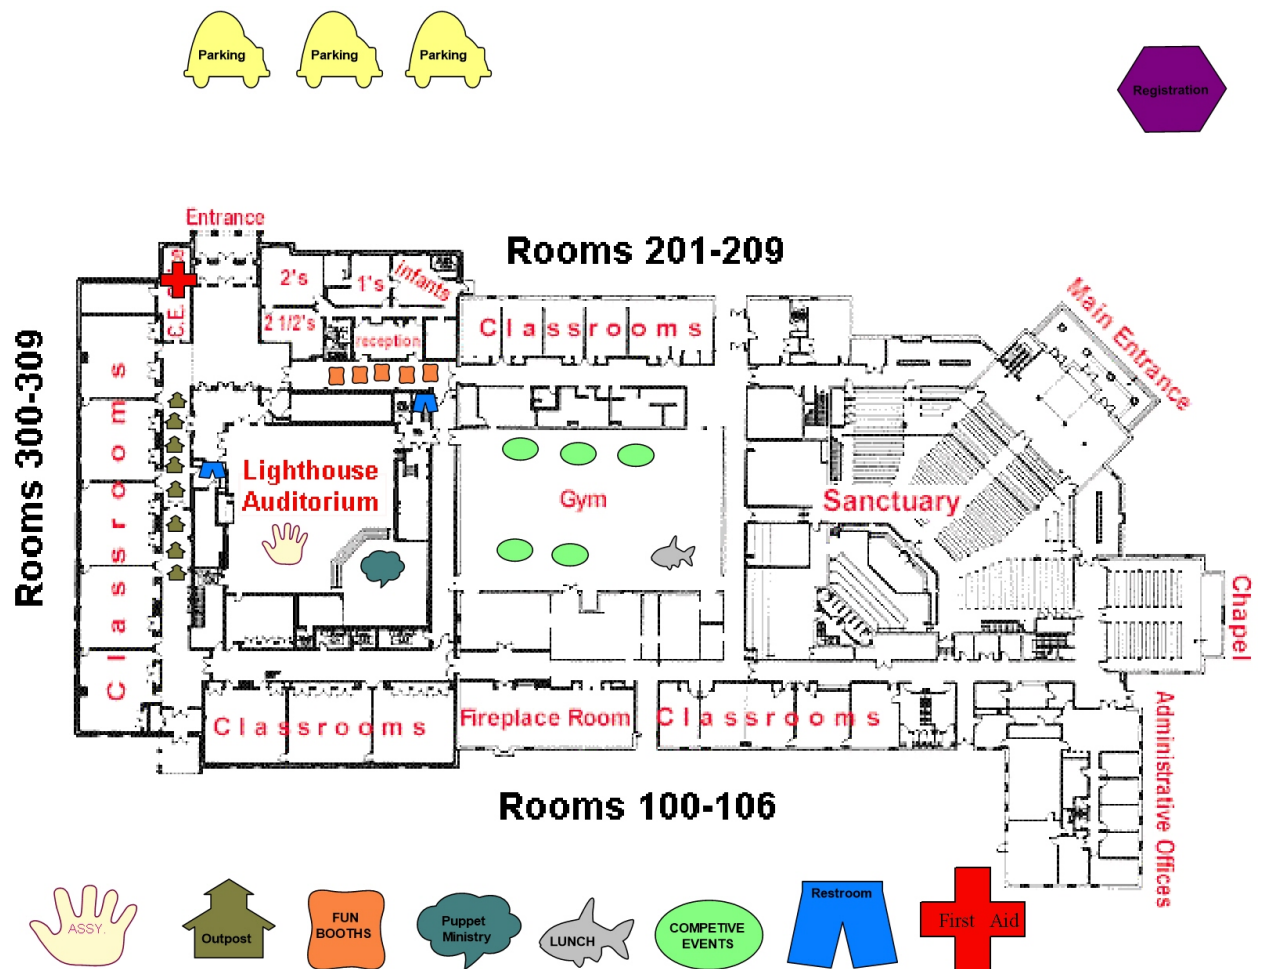 Parking
Parking
Parking
Registration
Entrance
Rooms 201-209
C.E.
2's
1's
infants
2 1/2's
reception
Classrooms
Main Entrance
Rooms 300-309
Classrooms
Lighthouse
Auditorium
Gym
Sanctuary
Chapel
Classrooms
Fireplace Room
Classrooms
Administrative Offices
Rooms 100-106
ASSY.
Outpost
FUN
BOOTHS
Puppet
Ministry
LUNCH
COMPETIVE
EVENTS
Restroom
First Aid